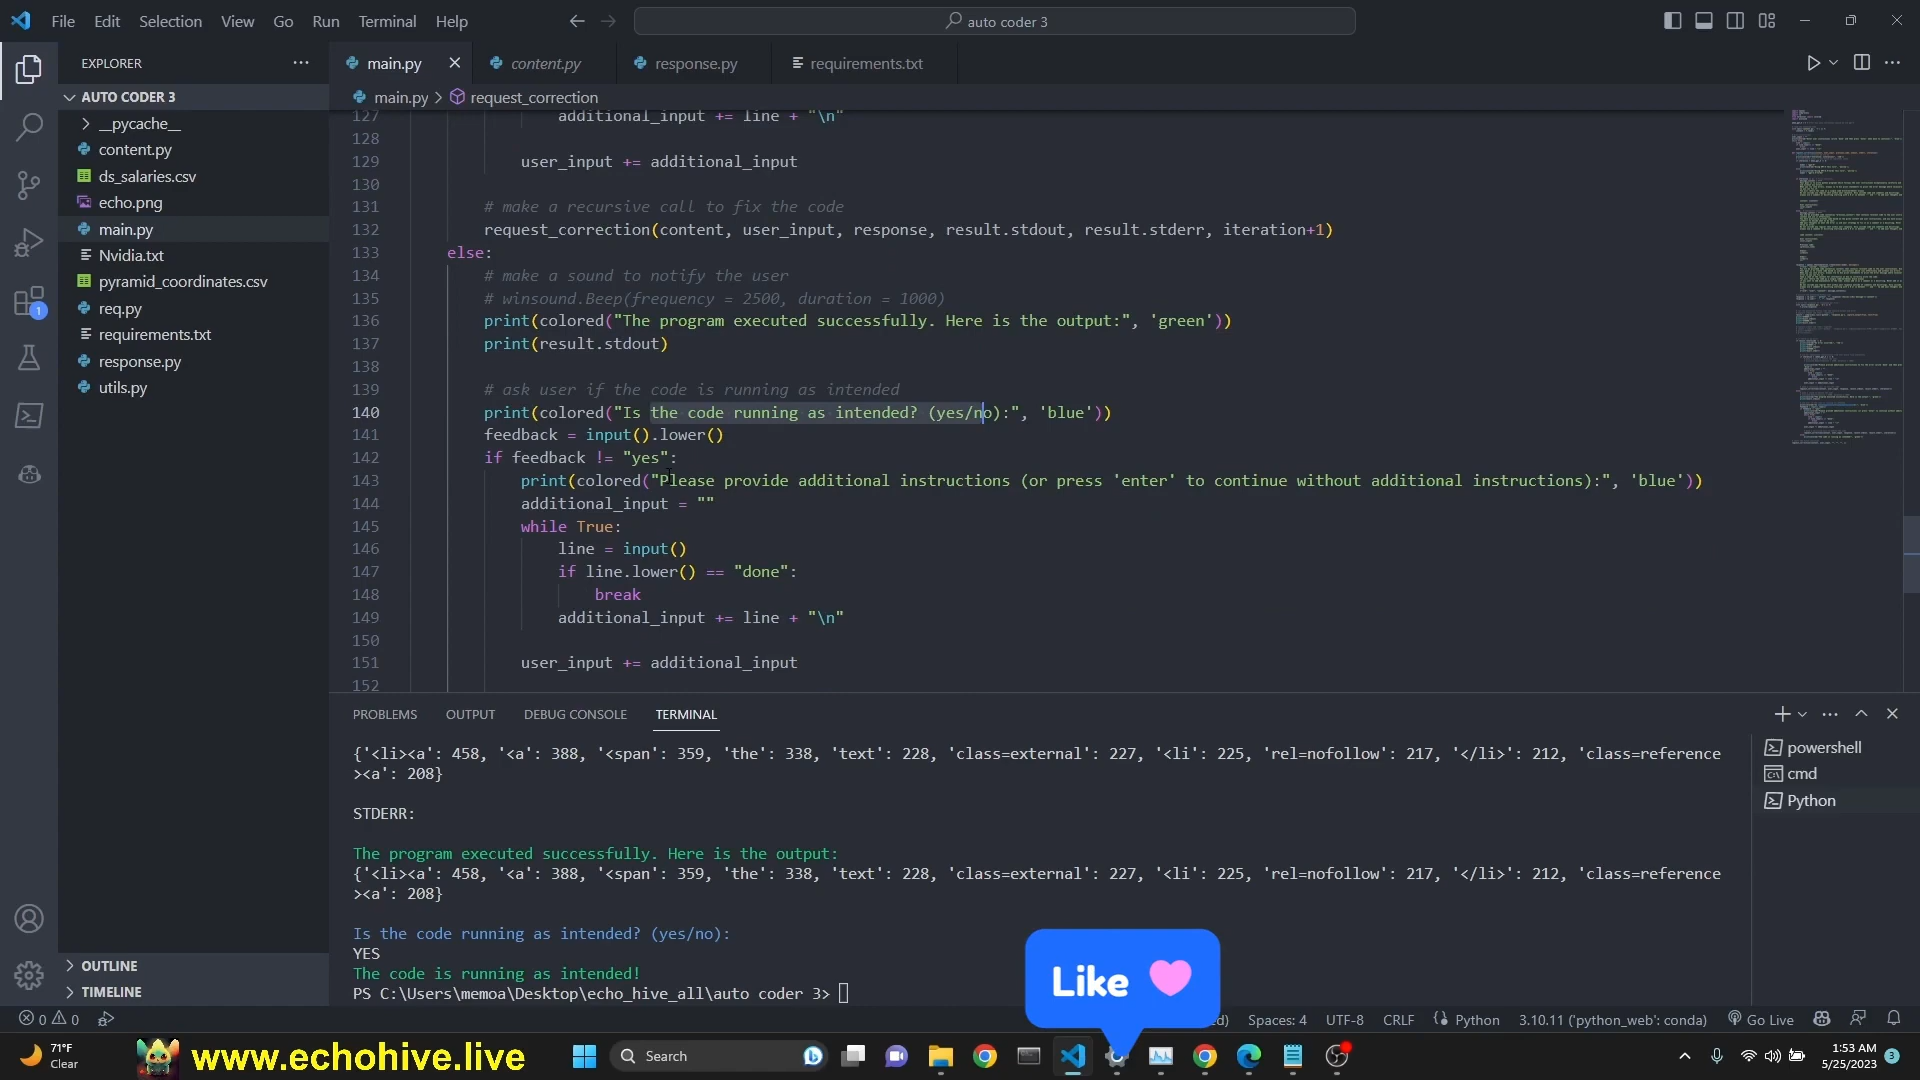 File Edit Selection View Go Run Terminal Help
auto coder 3
EXPLORER
main.py
content.py
response.py
requirements.txt
AUTO CODER 3
main.py > request_correction
__pycache__
content.py
ds_salaries.csv
echo.png
main.py
Nvidia.txt
pyramid_coordinates.csv
req.py
requirements.txt
response.py
utils.py
OUTLINE
TIMELINE
127 additional_input += line + "\n"
128
129 user_input += additional_input
130
131 # make a recursive call to fix the code
132 request_correction(content, user_input, response, result.stdout, result.stderr, iteration+1)
133 else:
134 # make a sound to notify the user
135 # winsound.Beep(frequency = 2500, duration = 1000)
136 print(colored("The program executed successfully. Here is the output:", 'green'))
137 print(result.stdout)
138
139 # ask user if the code is running as intended
140 print(colored("Is the code running as intended? (yes/no):", 'blue'))
141 feedback = input().lower()
142 if feedback != "yes":
143 print(colored("Please provide additional instructions (or press 'enter' to continue without additional instructions):", 'blue'))
144 additional_input = ""
145 while True:
146 line = input()
147 if line.lower() == "done":
148 break
149 additional_input += line + "\n"
150
151 user_input += additional_input
152
PROBLEMS OUTPUT DEBUG CONSOLE TERMINAL
{'<li><a': 458, '<a': 388, '<span': 359, 'the': 338, 'text': 228, 'class=external': 227, '<li': 225, 'rel=nofollow': 217, '</li>': 212, 'class=reference
><a': 208}
STDERR:
The program executed successfully. Here is the output:
{'<li><a': 458, '<a': 388, '<span': 359, 'the': 338, 'text': 228, 'class=external': 227, '<li': 225, 'rel=nofollow': 217, '</li>': 212, 'class=reference
><a': 208}
Is the code running as intended? (yes/no):
YES
The code is running as intended!
PS C:\Users\memoa\Desktop\echo_hive_all\auto coder 3>
powershell
cmd
Python
Like
0 0
Spaces: 4 UTF-8 CRLF Python 3.10.11 ('python_web': conda) Go Live
71°F
Clear
www.echohive.live
Search
1:53 AM
5/25/2023
3